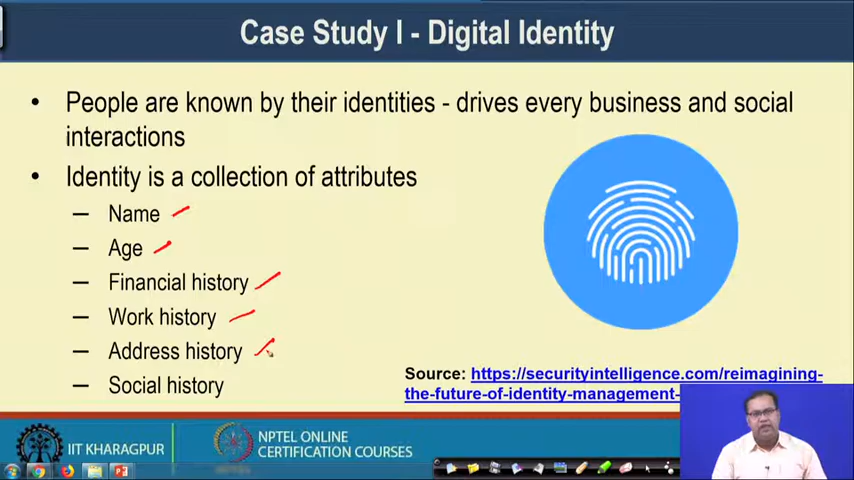 Case Study I - Digital Identity
• People are known by their identities - drives every business and social
interactions
• Identity is a collection of attributes
– Name
– Age
– Financial history
– Work history
– Address history
– Social history
Source: https://securityintelligence.com/reimagining-
the-future-of-identity-management-
IIT KHARAGPUR
NPTEL ONLINE
CERTIFICATION COURSES